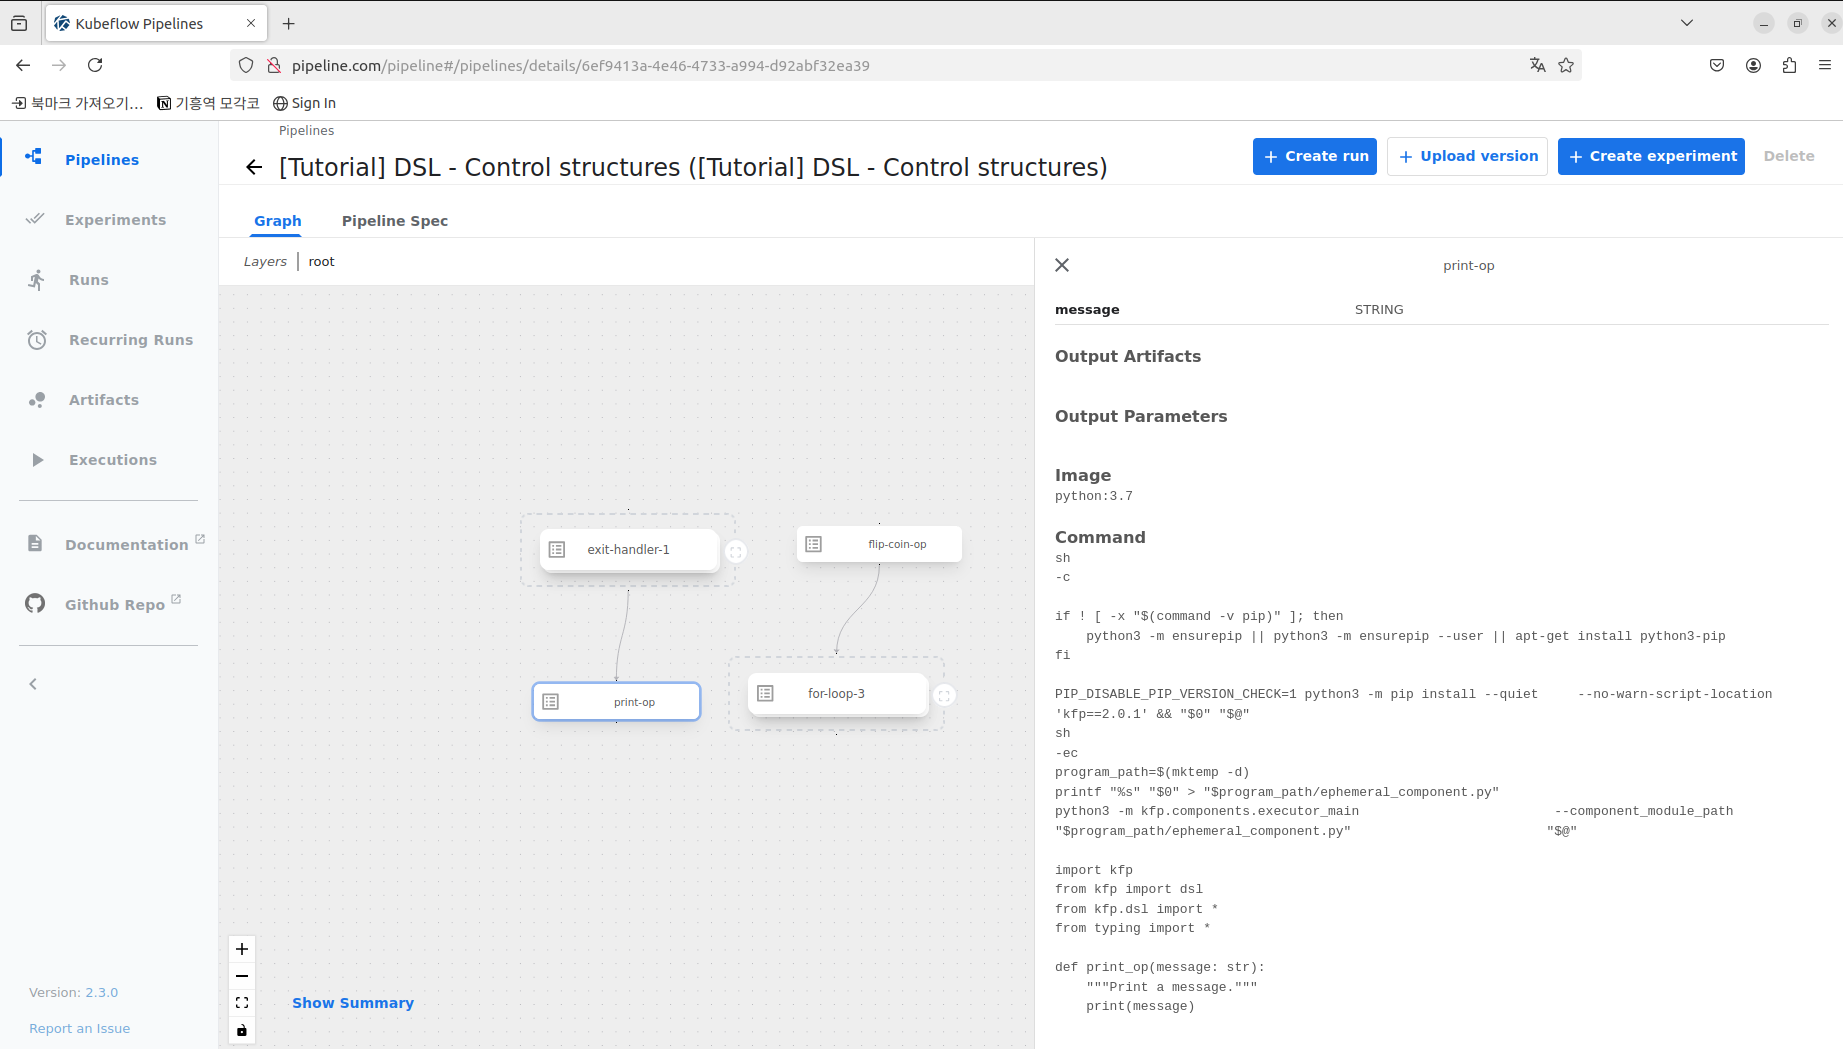 Kubeflow Pipelines
pipeline.com/pipeline#/pipelines/details/6ef9413a-4e46-4733-a994-d92abf32ea39
북마크 가져오기… 기흥역 모각코 Sign In
Pipelines
Experiments
Runs
Recurring Runs
Artifacts
Executions
Documentation
Github Repo
Version: 2.3.0
Report an Issue
Pipelines
[Tutorial] DSL - Control structures ([Tutorial] DSL - Control structures)
+ Create run + Upload version + Create experiment Delete
Graph Pipeline Spec
Layers | root
exit-handler-1
flip-coin-op
print-op
for-loop-3
Show Summary
print-op
message STRING
Output Artifacts
Output Parameters
Image
python:3.7
Command
sh
-c
if ! [ -x "$(command -v pip)" ]; then
    python3 -m ensurepip || python3 -m ensurepip --user || apt-get install python3-pip
fi
PIP_DISABLE_PIP_VERSION_CHECK=1 python3 -m pip install --quiet     --no-warn-script-location
'kfp==2.0.1' && "$0" "$@"
sh
-ec
program_path=$(mktemp -d)
printf "%s" "$0" > "$program_path/ephemeral_component.py"
python3 -m kfp.components.executor_main                         --component_module_path
"$program_path/ephemeral_component.py"                         "$@"
import kfp
from kfp import dsl
from kfp.dsl import *
from typing import *
def print_op(message: str):
    """Print a message."""
    print(message)